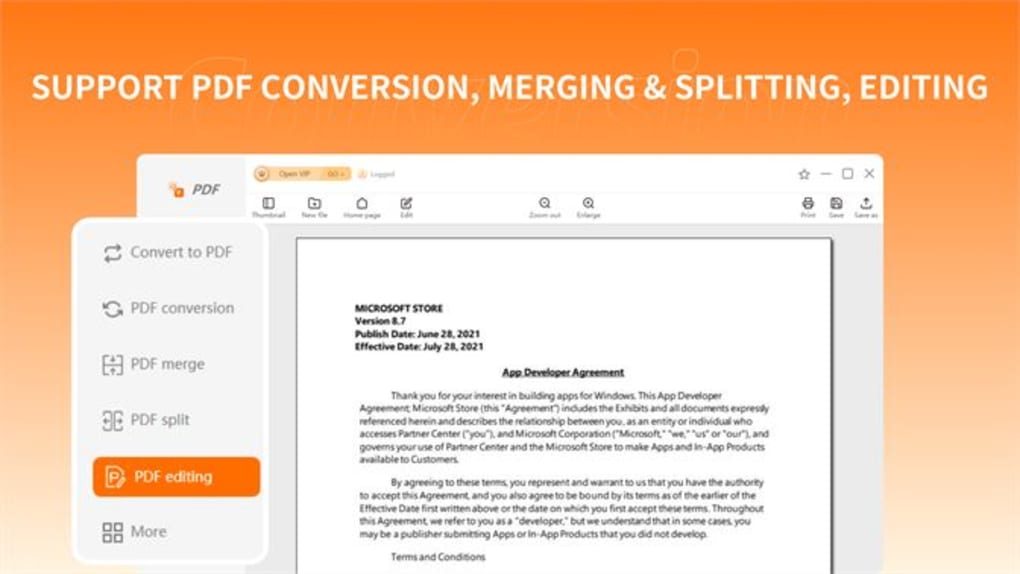 SUPPORT PDF CONVERSION, MERGING & SPLITTING, EDITING
PDF
Open VIP GO Logged
Thumbnail New file Home page Edit Zoom out Enlarge Print Save Save as
Convert to PDF
PDF conversion
PDF merge
PDF split
PDF editing
More
MICROSOFT STORE
Version 8.7
Publish Date: June 28, 2021
Effective Date: July 28, 2021
App Developer Agreement
Thank you for your interest in building apps for Windows. This App Developer
Agreement; Microsoft Store (this "Agreement") includes the Exhibits and all documents expressly
referenced herein and describes the relationship between you, as an entity or individual who
accesses Partner Center ("you"), and Microsoft Corporation ("Microsoft," "we," "us" or "our"), and
governs your use of Partner Center and the Microsoft Store to make Apps and In-App Products
available to Customers.
By agreeing to these terms, you represent and warrant to us that you have the authority
to accept this Agreement, and you also agree to be bound by its terms as of the earlier of the
Effective Date first written above or the date on which you first accept these terms. Throughout
this Agreement, we refer to you as a "developer," but we understand that in some cases, you
may be a publisher submitting Apps or In-App Products that you did not develop.
Terms and Conditions